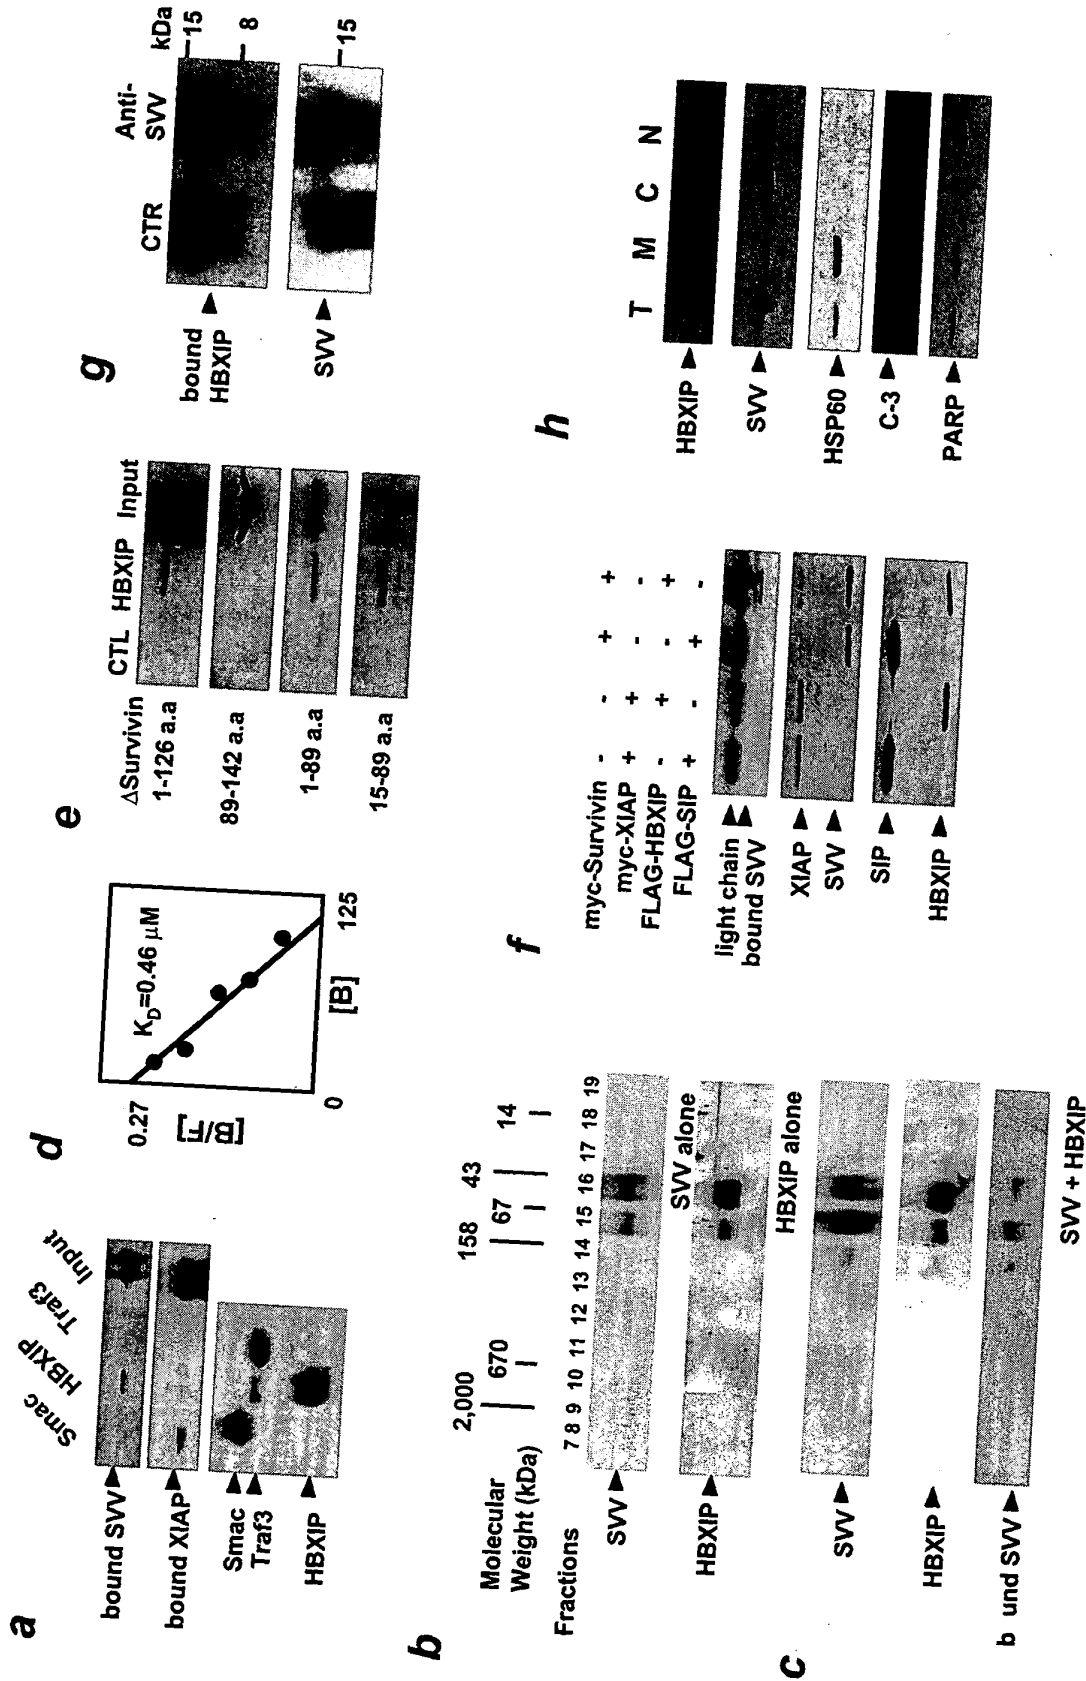 a
Smac HBXIP Traf3 Input
bound SVV
bound XIAP
Smac
Traf3
HBXIP
b
Molecular
Weight (kDa)
2,000 670 158 67 43 14
Fractions
7 8 9 10 11 12 13 14 15 16 17 18 19
SVV
SVV alone
HBXIP
HBXIP alone
c
SVV
HBXIP
b und SVV
SVV + HBXIP
d
0.27
[B/F]
K_D=0.46 μM
0
[B]
125
e
ΔSurvivin CTL HBXIP Input
1-126 a.a
89-142 a.a
1-89 a.a
15-89 a.a
f
myc-Survivin - - + +
myc-XIAP + + - -
FLAG-HBXIP - + - +
FLAG-SIP + - + -
light chain
bound SVV
XIAP
SVV
SIP
HBXIP
g
CTR Anti-SVV kDa
15
8
bound
HBXIP
SVV
15
h
T M C N
HBXIP
SVV
HSP60
C-3
PARP